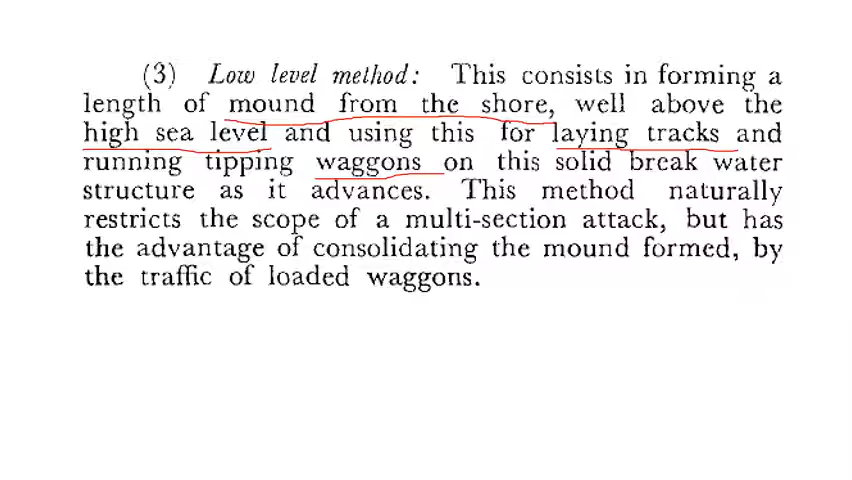 (3) Low level method: This consists in forming a
length of mound from the shore, well above the
high sea level and using this for laying tracks and
running tipping waggons on this solid break water
structure as it advances. This method naturally
restricts the scope of a multi-section attack, but has
the advantage of consolidating the mound formed, by
the traffic of loaded waggons.